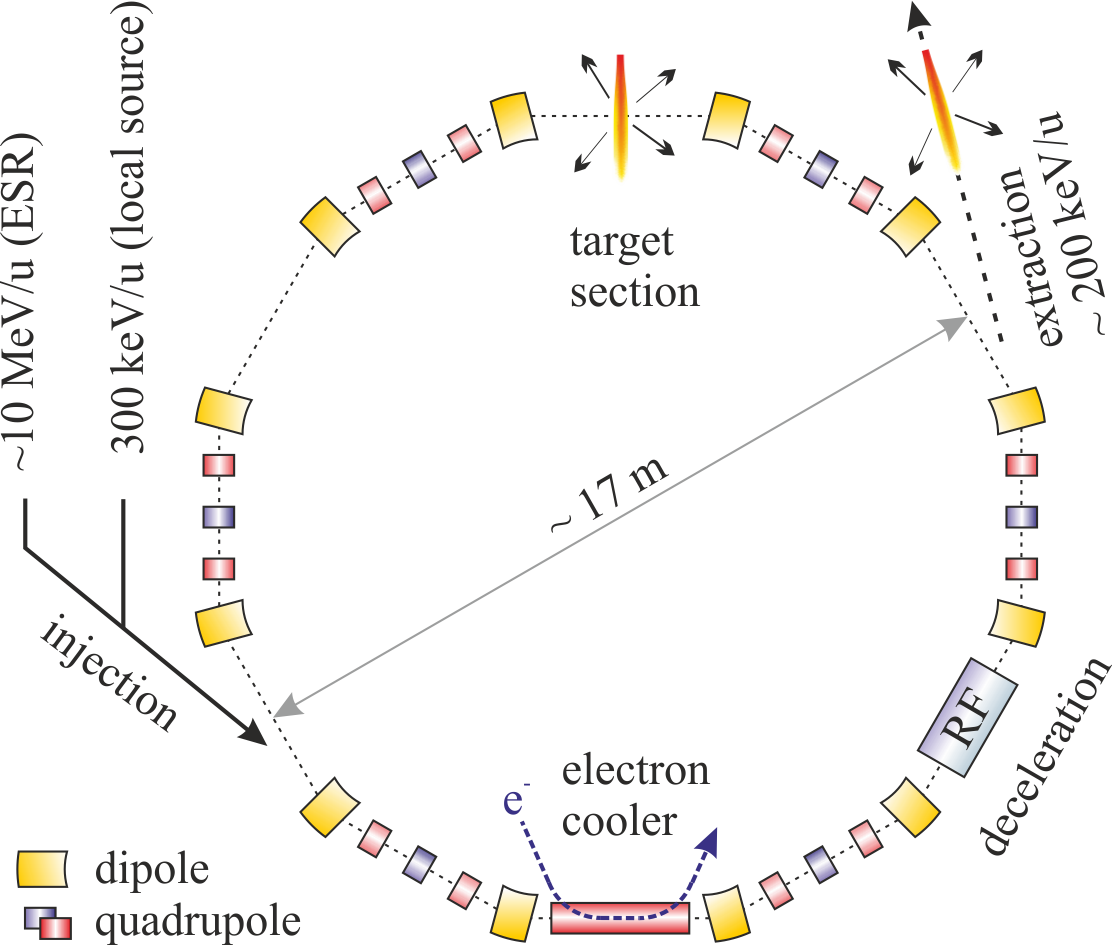 ~10 MeV/u (ESR)
300 keV/u (local source)
injection
target
section
extraction
~ 200 keV/u
~ 17 m
RF
deceleration
electron
cooler
e-
dipole
quadrupole